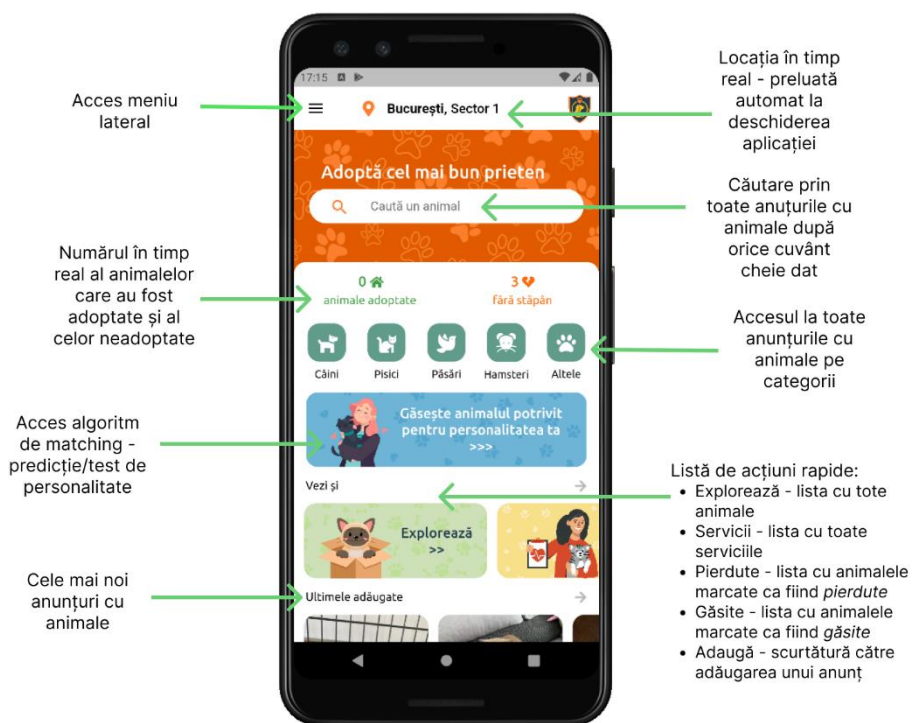 17:15
Acces meniu
lateral
București, Sector 1
Locația în timp
real - preluată
automat la
deschiderea
aplicației
Adoptă cel mai bun prieten
Caută un animal
Căutare prin
toate anuțurile cu
animale după
orice cuvânt
cheie dat
Numărul în timp
real al animalelor
care au fost
adoptate și al
celor neadoptate
0
animale adoptate
3
fără stăpân
Câini
Pisici
Păsări
Hamsteri
Altele
Accesul la toate
anunțurile cu
animale pe
categorii
Acces algoritm
de matching -
predicție/test de
personalitate
Găsește animalul potrivit
pentru personalitatea ta
>>>
Vezi și
Explorează
>>
Listă de acțiuni rapide:
• Explorează - lista cu tote
animale
• Servicii - lista cu toate
serviciile
• Pierdute - lista cu animalele
marcate ca fiind pierdute
• Găsite - lista cu animalele
marcate ca fiind găsite
• Adaugă - scurtătură către
adăugarea unui anunț
Cele mai noi
anunțuri cu
animale
Ultimele adăugate